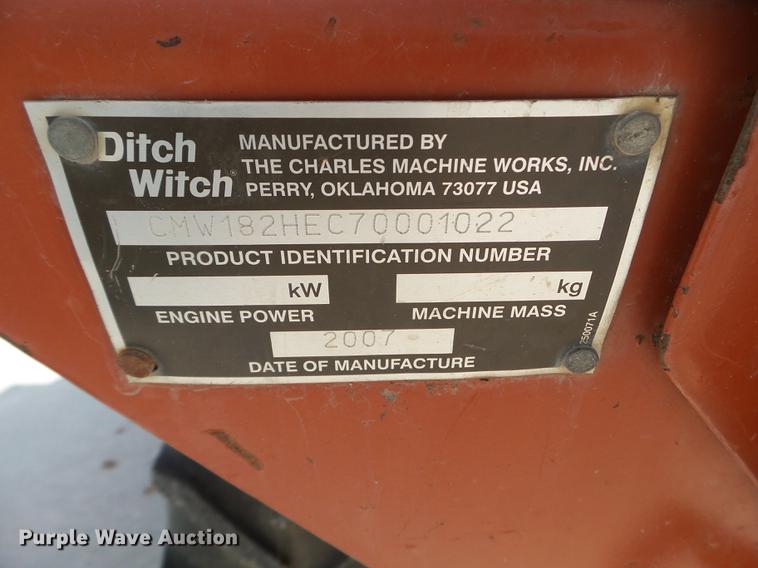 Ditch
Witch®
MANUFACTURED BY
THE CHARLES MACHINE WORKS, INC.
PERRY, OKLAHOMA 73077 USA
CMW182HEC70001022
PRODUCT IDENTIFICATION NUMBER
kW
kg
ENGINE POWER
MACHINE MASS
2007
DATE OF MANUFACTURE
250071A
Purple Wave Auction